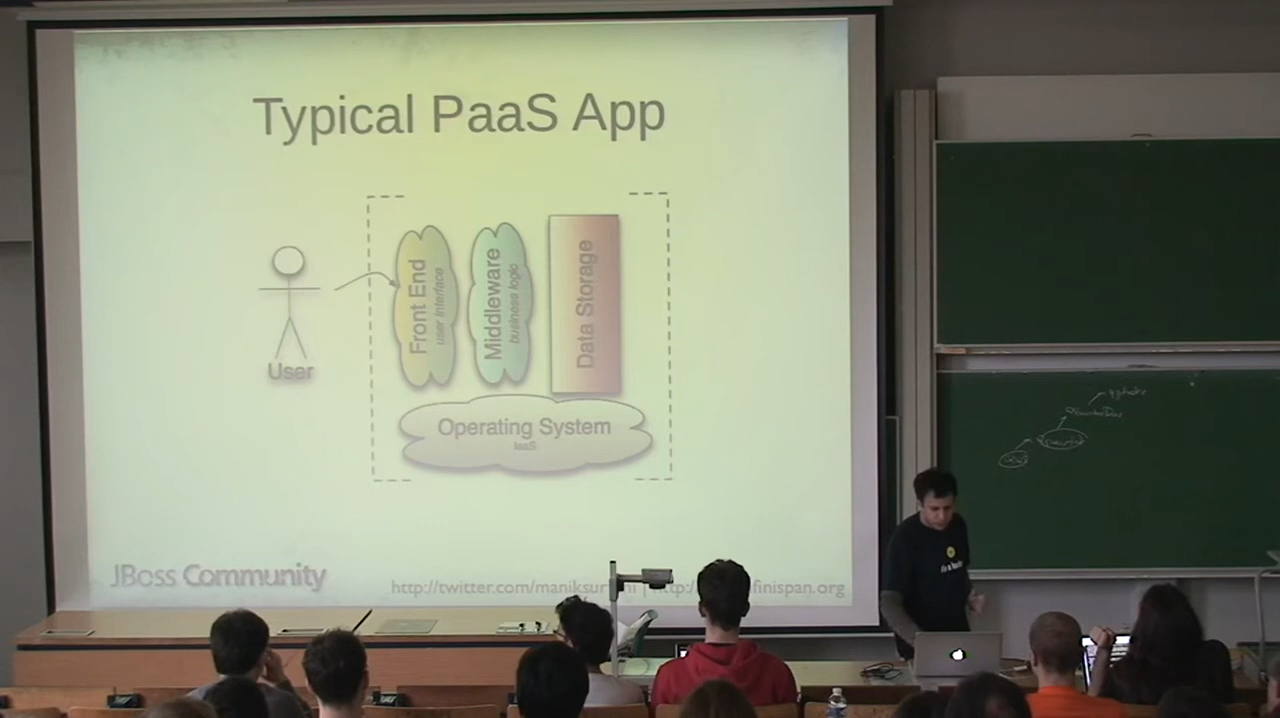 Typical PaaS App
Front End
user interface
Middleware
business logic
Data Storage
User
Operating System
IaaS
JBoss Community
http://twitter.com/maniksur
finispan.org